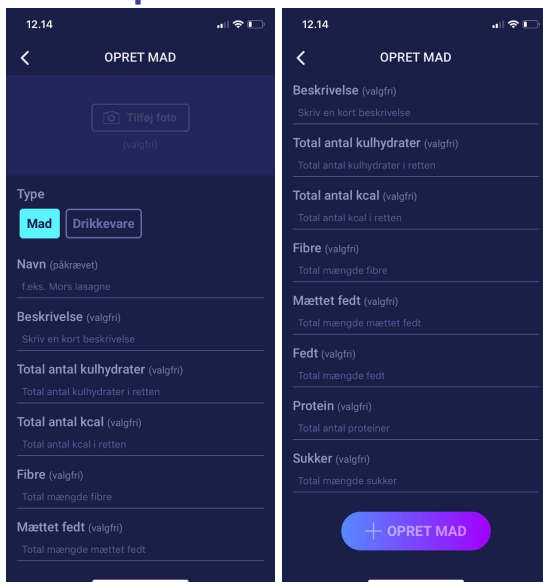 12.14
OPRET MAD
Tilføj foto
(valgfri)
Type
Mad
Drikkevare
Navn (påkrævet)
f.eks. Mors lasagne
Beskrivelse (valgfri)
Skriv en kort beskrivelse
Total antal kulhydrater (valgfri)
Total antal kulhydrater i retten
Total antal kcal (valgfri)
Total antal kcal i retten
Fibre (valgfri)
Total mængde fibre
Mættet fedt (valgfri)
Total mængde mættet fedt
12.14
OPRET MAD
Beskrivelse (valgfri)
Skriv en kort beskrivelse
Total antal kulhydrater (valgfri)
Total antal kulhydrater i retten
Total antal kcal (valgfri)
Total antal kcal i retten
Fibre (valgfri)
Total mængde fibre
Mættet fedt (valgfri)
Total mængde mættet fedt
Fedt (valgfri)
Total mængde fedt
Protein (valgfri)
Total antal proteiner
Sukker (valgfri)
Total mængde sukker
+ OPRET MAD